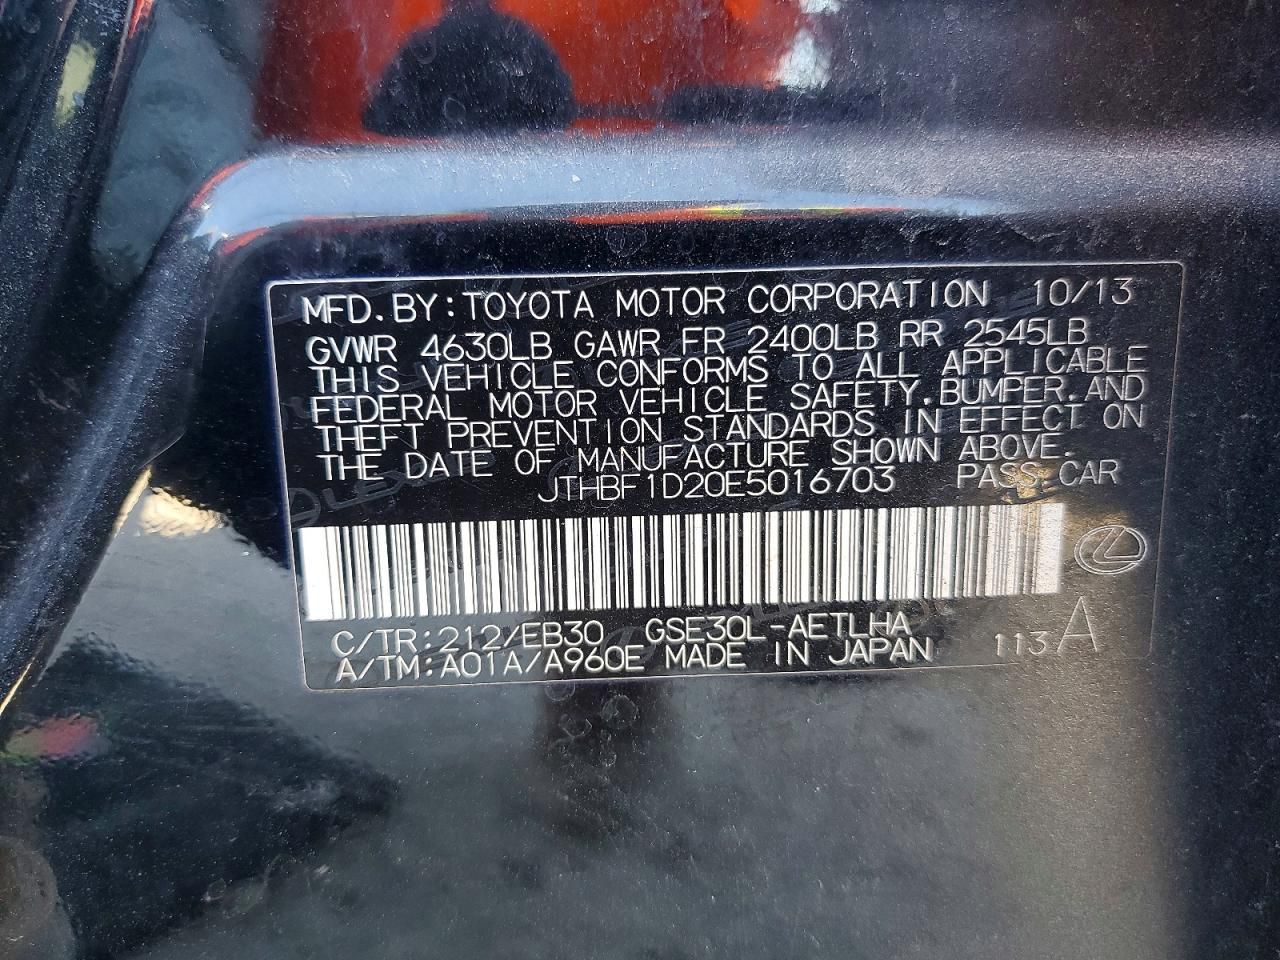 MFD. BY: TOYOTA MOTOR CORPORATION 10/13
GVWR 4630LB GAWR FR 2400LB RR 2545LB
THIS VEHICLE CONFORMS TO ALL APPLICABLE
FEDERAL MOTOR VEHICLE SAFETY, BUMPER, AND
THEFT PREVENTION STANDARDS IN EFFECT ON
THE DATE OF MANUFACTURE SHOWN ABOVE.
JTHBF1D20E5016703 PASS CAR
C/TR: 212/EB30 GSE30L-AETLHA
A/TM: A01A/A960E MADE IN JAPAN 113 A